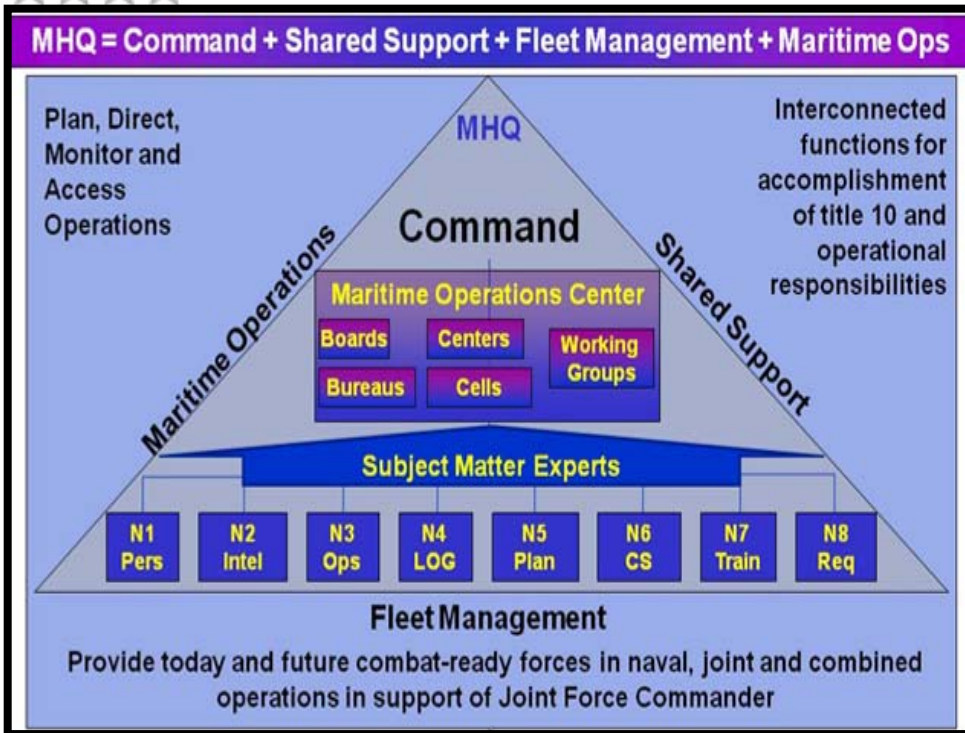 MHQ = Command + Shared Support + Fleet Management + Maritime Ops
Plan, Direct,
Monitor and
Access
Operations
MHQ
Interconnected
functions for
accomplishment
of title 10 and
operational
responsibilities
Command
Maritime Operations
Shared Support
Maritime Operations Center
Boards
Centers
Working
Groups
Bureaus
Cells
Subject Matter Experts
N1
Pers
N2
Intel
N3
Ops
N4
LOG
N5
Plan
N6
CS
N7
Train
N8
Req
Fleet Management
Provide today and future combat-ready forces in naval, joint and combined
operations in support of Joint Force Commander